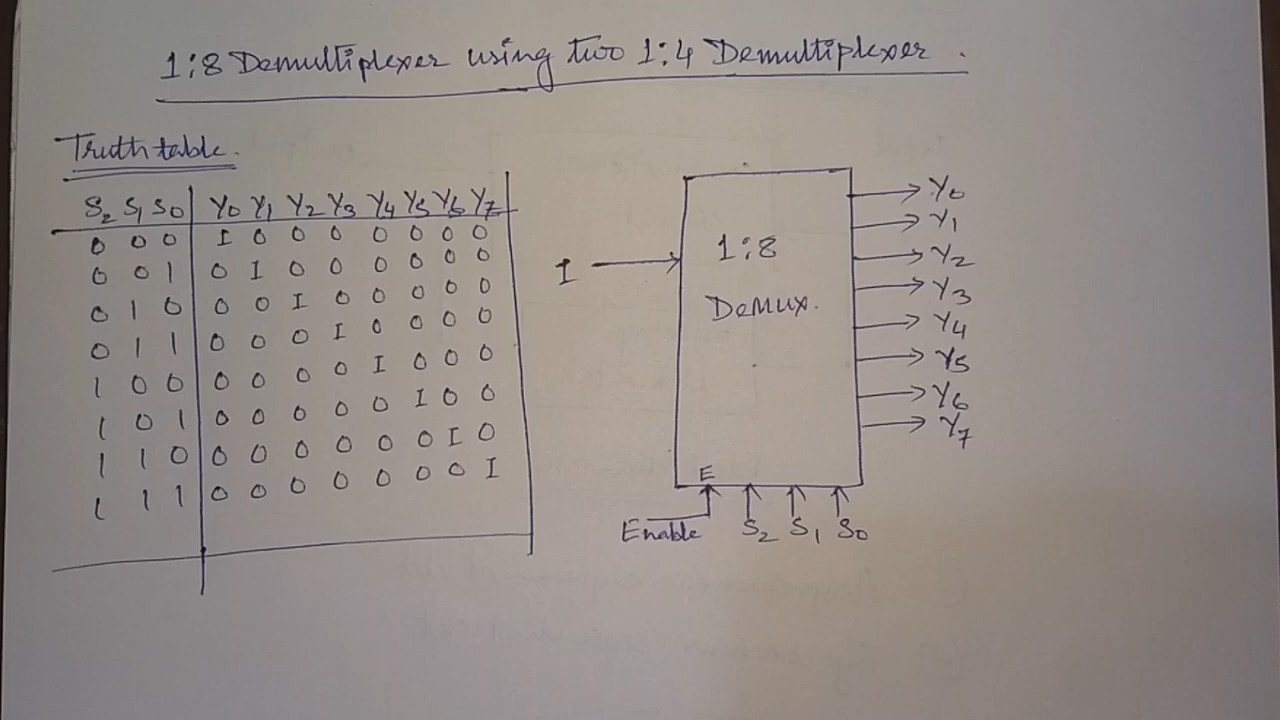 1:8 Demultiplexer using two 1:4 Demultiplexer.
Truth table.
S2 S1 S0 Y0 Y1 Y2 Y3 Y4 Y5 Y6 Y7
0 0 0 I 0 0 0 0 0 0 0
0 0 1 0 I 0 0 0 0 0 0
0 1 0 0 0 I 0 0 0 0 0
0 1 1 0 0 0 I 0 0 0 0
1 0 0 0 0 0 0 I 0 0 0
1 0 1 0 0 0 0 0 I 0 0
1 1 0 0 0 0 0 0 0 I 0
1 1 1 0 0 0 0 0 0 0 I
I
1:8
DeMUX.
E
Enable S2 S1 S0
Y0
Y1
Y2
Y3
Y4
Y5
Y6
Y7